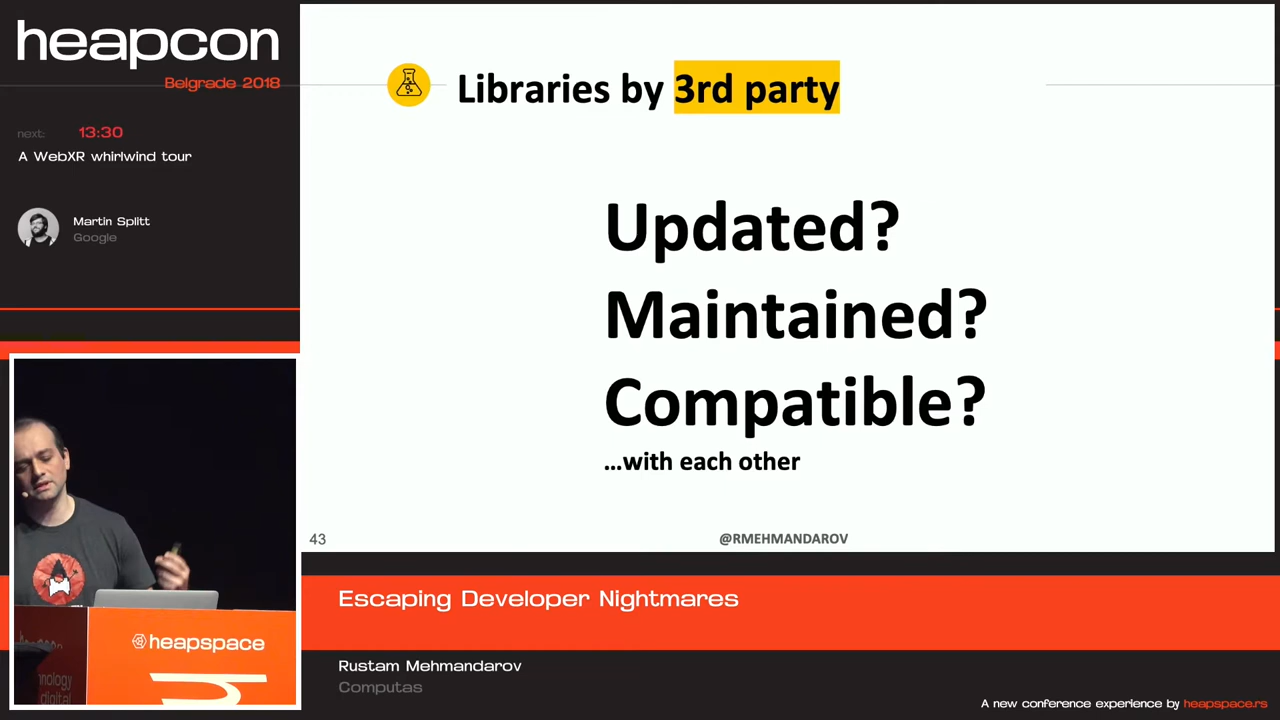 heapcon
Belgrade 2018
next: 13:30
A WebXR whirlwind tour
Martin Splitt
Google
Libraries by 3rd party
Updated?
Maintained?
Compatible?
...with each other
43
@RMEHMANDAROV
heapspace
digital
Escaping Developer Nightmares
Rustam Mehmandarov
Computas
A new conference experience by heapspace.rs